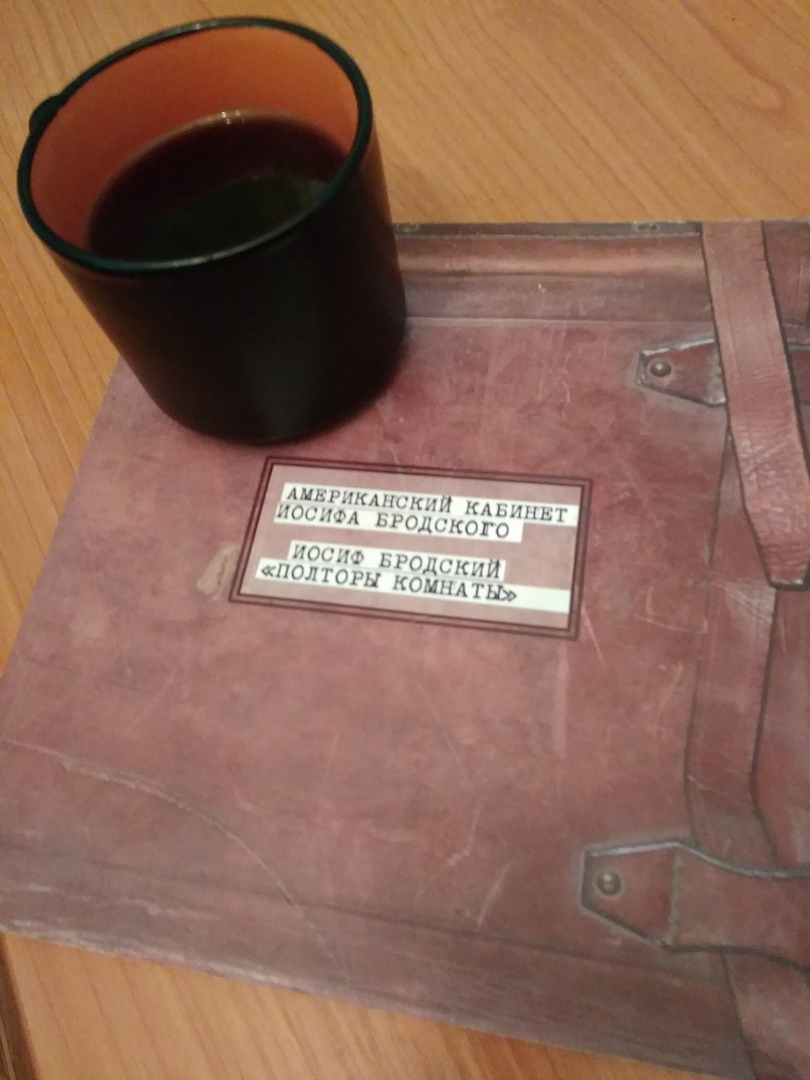 АМЕРИКАНСКИЙ КАБИНЕТ
ИОСИФА БРОДСКОГО
ИОСИФ БРОДСКИЙ
«ПОЛТОРЫ КОМНАТЫ»